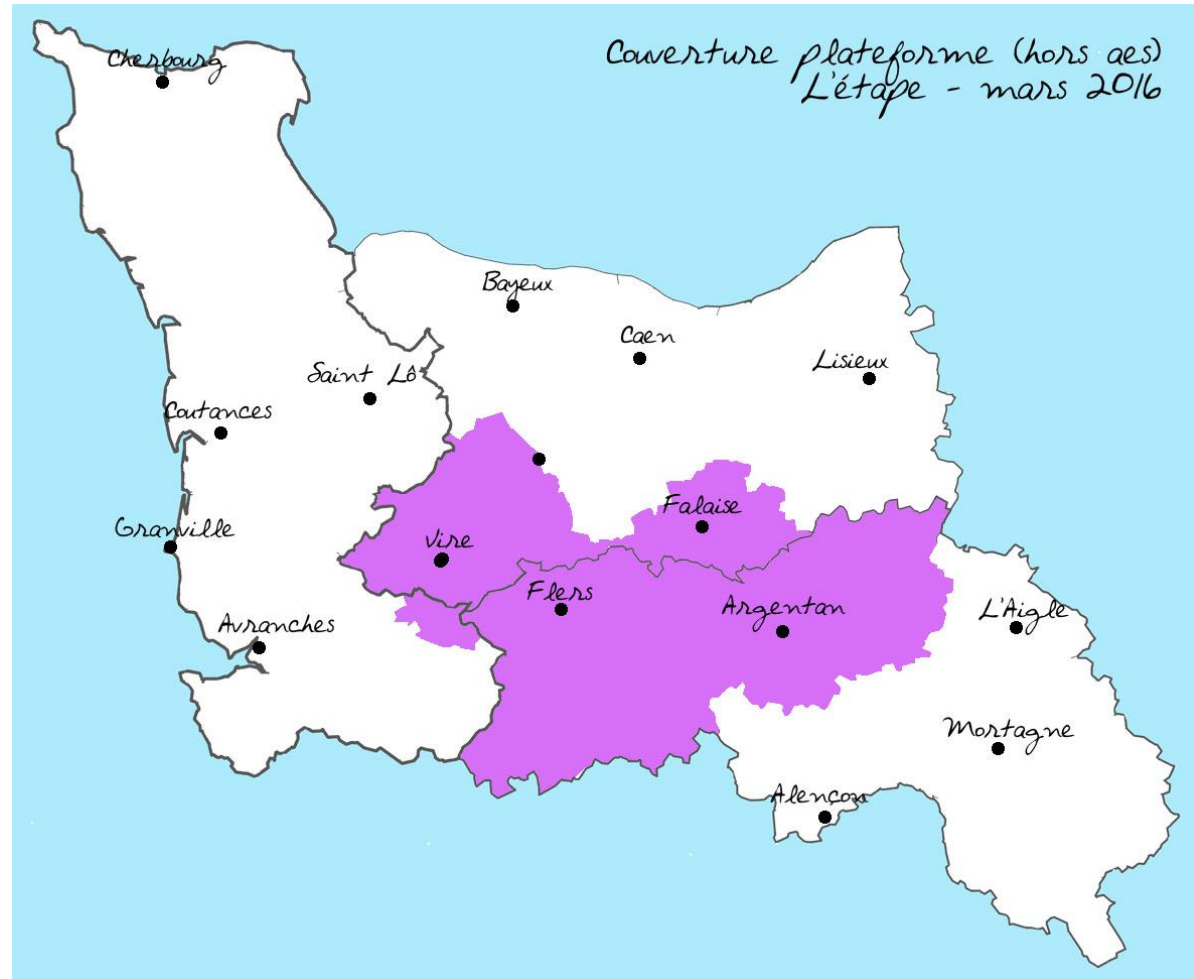 Couverture plateforme (hors aes)
L'étape - mars 2016
Cherbourg
Bayeux
Caen
Lisieux
Saint Lô
Coutances
Granville
Falaise
Vire
Flers
Argentan
L'Aigle
Avranches
Mortagne
Alençon